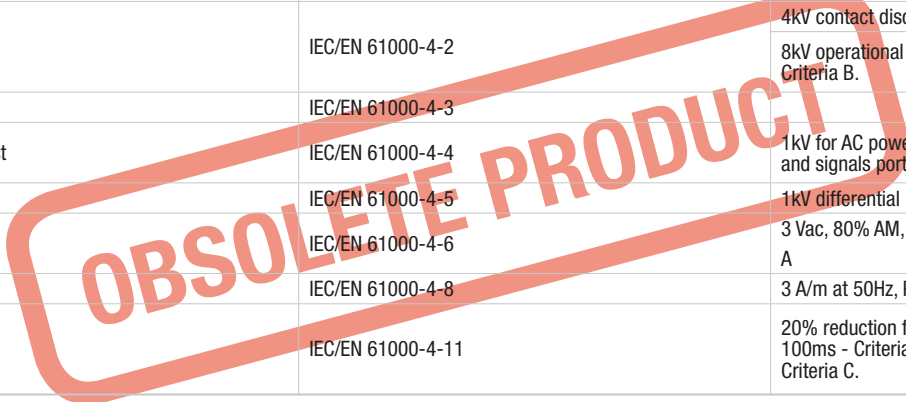 4kV contact
IEC/EN 61000-4-2
8kV operational
Criteria B.
IEC/EN 61000-4-3
IEC/EN 61000-4-4
1kV for AC
and signals
IEC/EN 61000-4-5
1kV differential
IEC/EN 61000-4-6
3 Vac, 80% AM,
A
IEC/EN 61000-4-8
3 A/m at 50Hz,
IEC/EN 61000-4-11
20% reduction
100ms - Criteria
Criteria C.
OBSOLETE PRODUCT